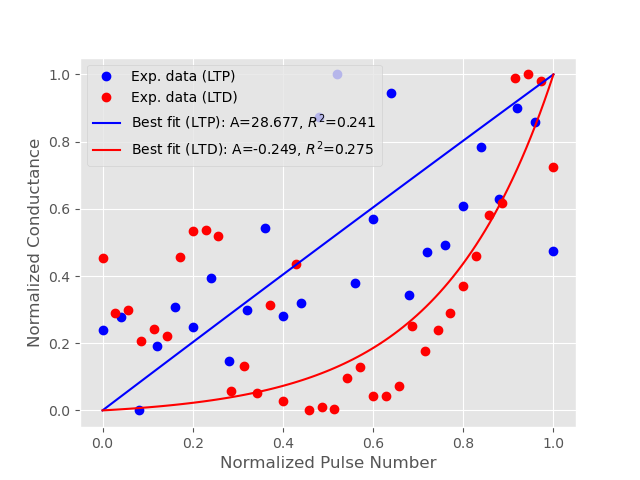 Exp. data (LTP)
Exp. data (LTD)
Best fit (LTP): A=28.677, R²=0.241
Best fit (LTD): A=-0.249, R²=0.275
1.0
0.8
0.6
0.4
0.2
0.0
Normalized Conductance
0.0 0.2 0.4 0.6 0.8 1.0
Normalized Pulse Number